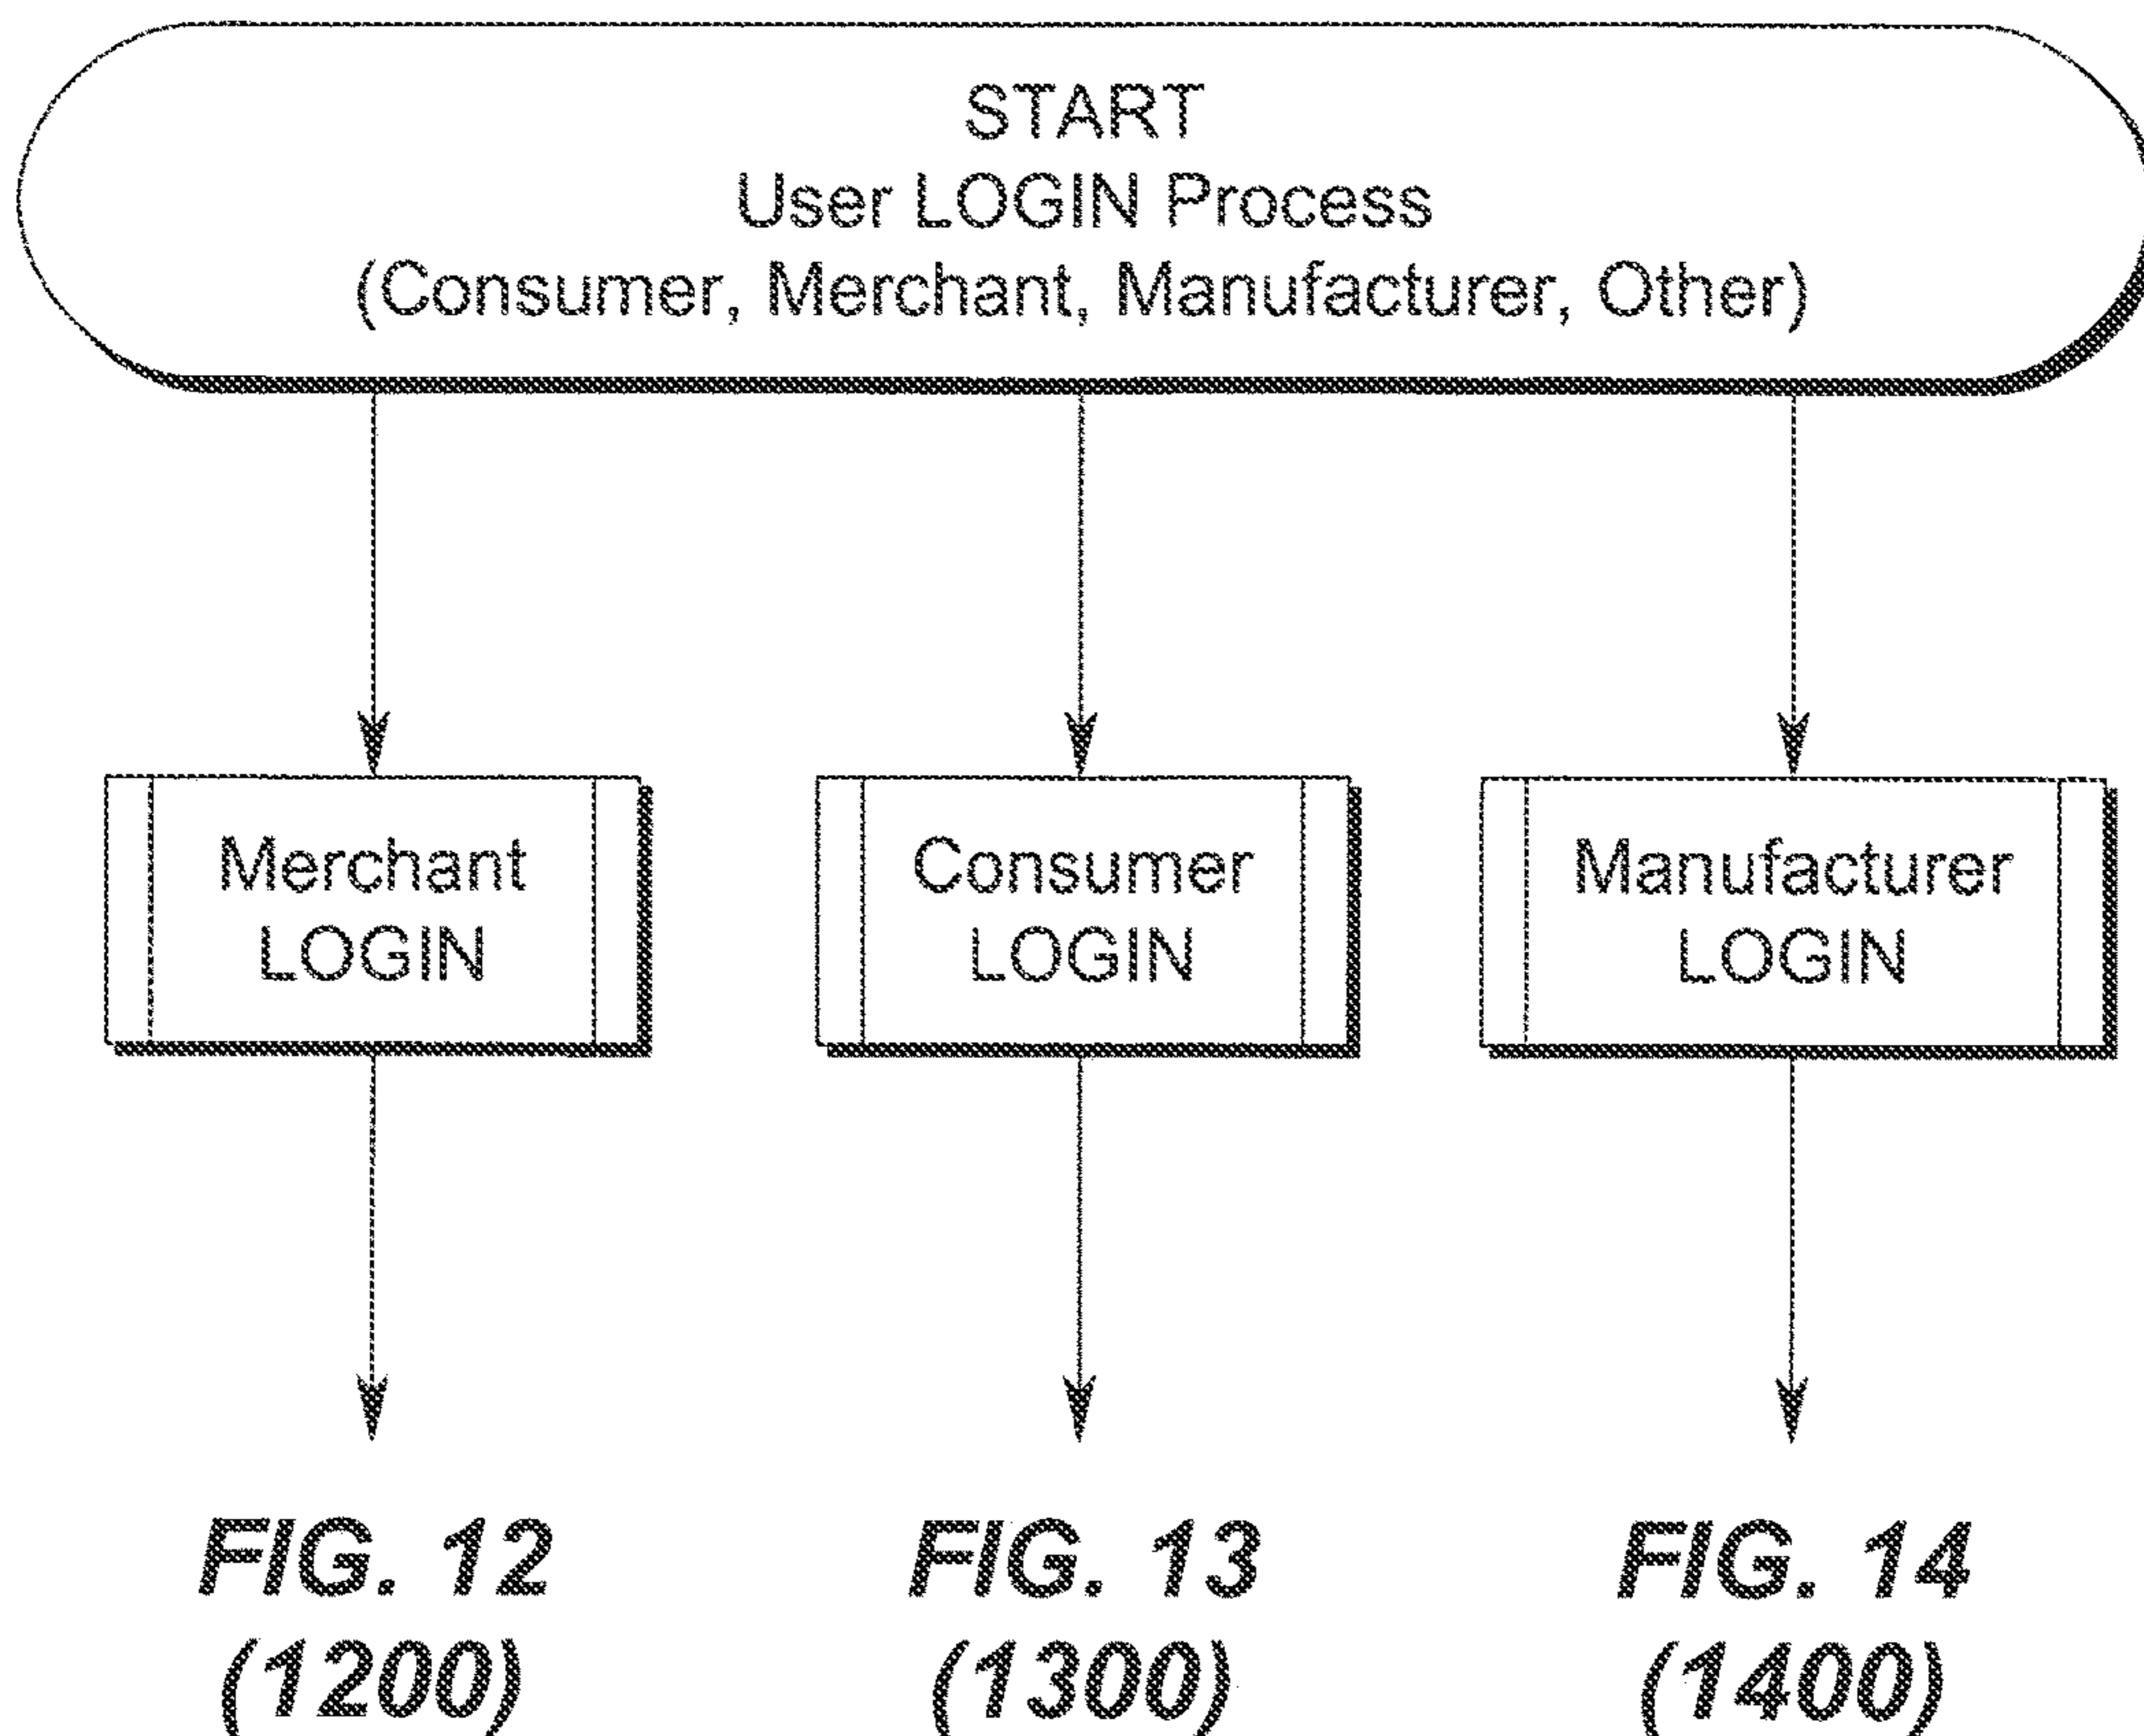 START
User LOGIN Process
(Consumer, Merchant, Manufacturer, Other)
Merchant
LOGIN
Consumer
LOGIN
Manufacturer
LOGIN
FIG. 12
(1200)
FIG. 13
(1300)
FIG. 14
(1400)